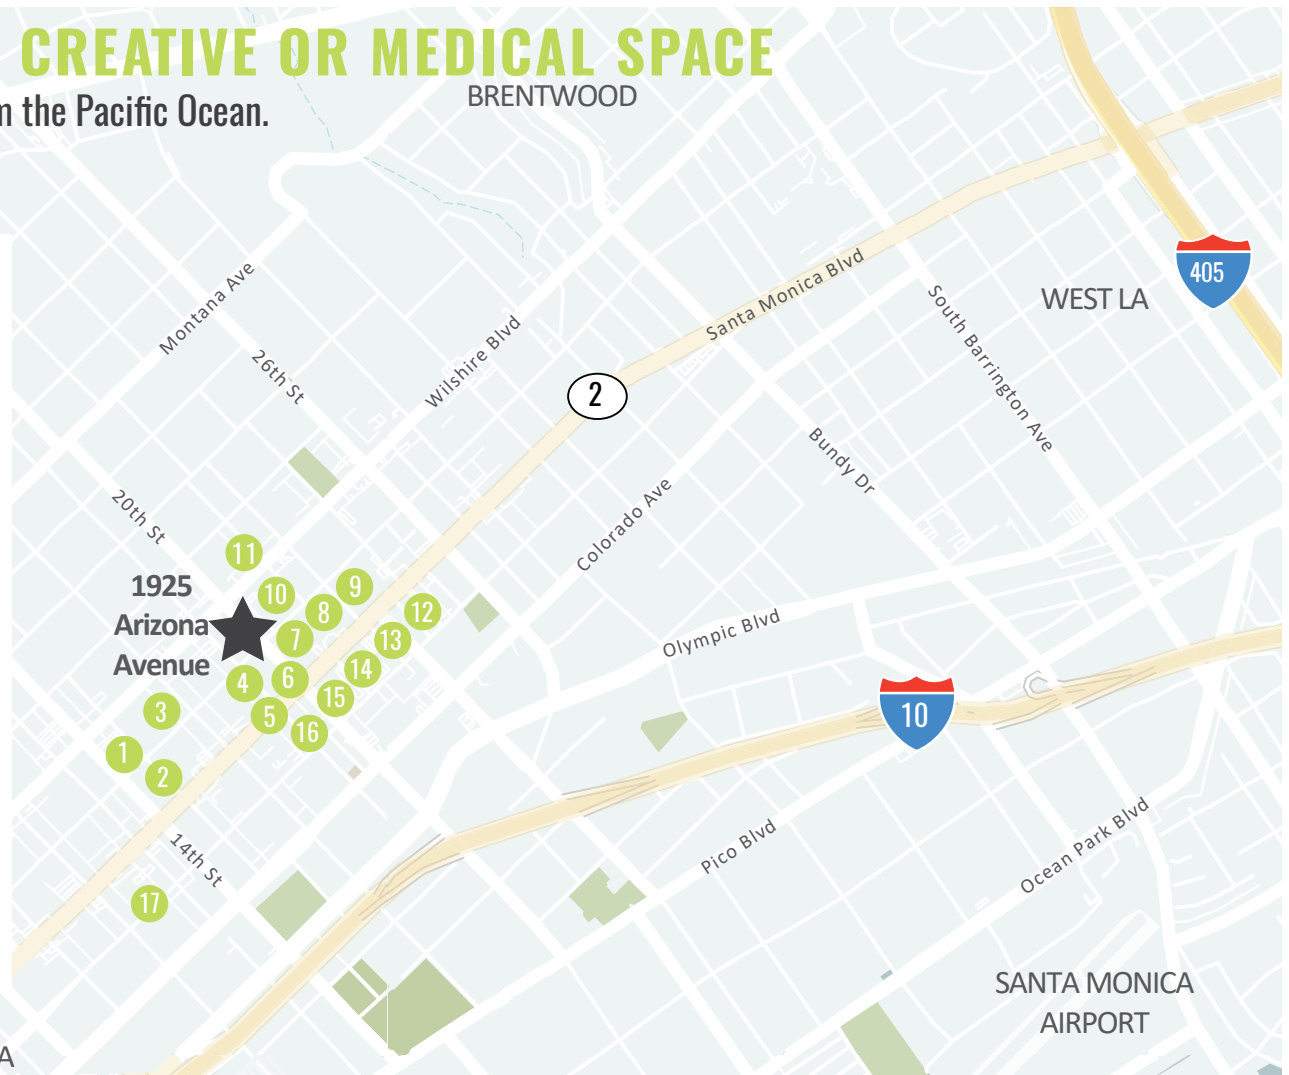 CREATIVE OR MEDICAL SPACE
the Pacific Ocean.
BRENTWOOD
405
WEST LA
Montana Ave
26th St
Wilshire Blvd
Santa Monica Blvd
South Barrington Ave
2
Bundy Dr
Colorado Ave
20th St
11
1925
Arizona
Avenue
10
9
8
12
7
13
Olympic Blvd
6
14
4
15
3
5
16
10
1
2
14th St
Pico Blvd
Ocean Park Blvd
17
SANTA MONICA
AIRPORT